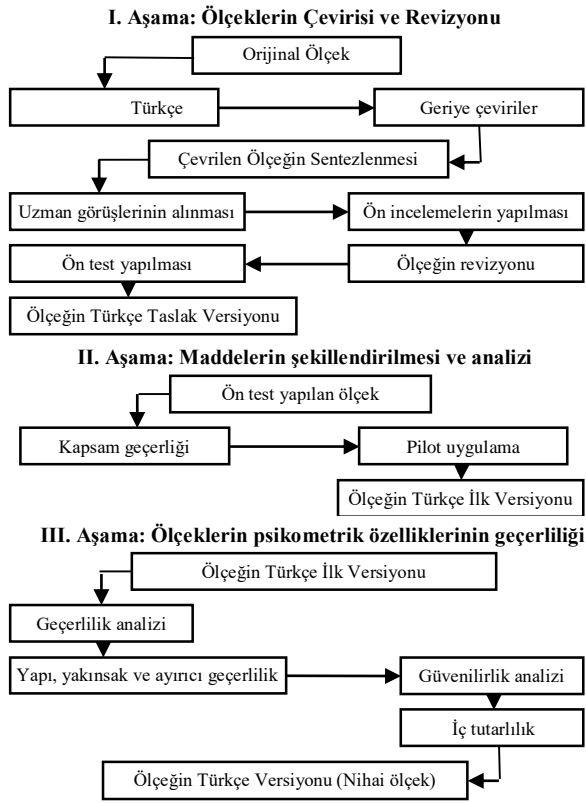 I. Aşama: Ölçeklerin Çevirisi ve Revizyonu
Orijinal Ölçek
Türkçe
Geriye çeviriler
Çevrilen Ölçeğin Sentezlenmesi
Uzman görüşlerinin alınması
Ön incelemelerin yapılması
Ön test yapılması
Ölçeğin revizyonu
Ölçeğin Türkçe Taslak Versiyonu
II. Aşama: Maddelerin şekillendirilmesi ve analizi
Ön test yapılan ölçek
Kapsam geçerliği
Pilot uygulama
Ölçeğin Türkçe İlk Versiyonu
III. Aşama: Ölçeklerin psikometrik özelliklerinin geçerliliği
Ölçeğin Türkçe İlk Versiyonu
Geçerlilik analizi
Yapı, yakınsak ve ayırıcı geçerlilik
Güvenilirlik analizi
İç tutarlılık
Ölçeğin Türkçe Versiyonu (Nihai ölçek)